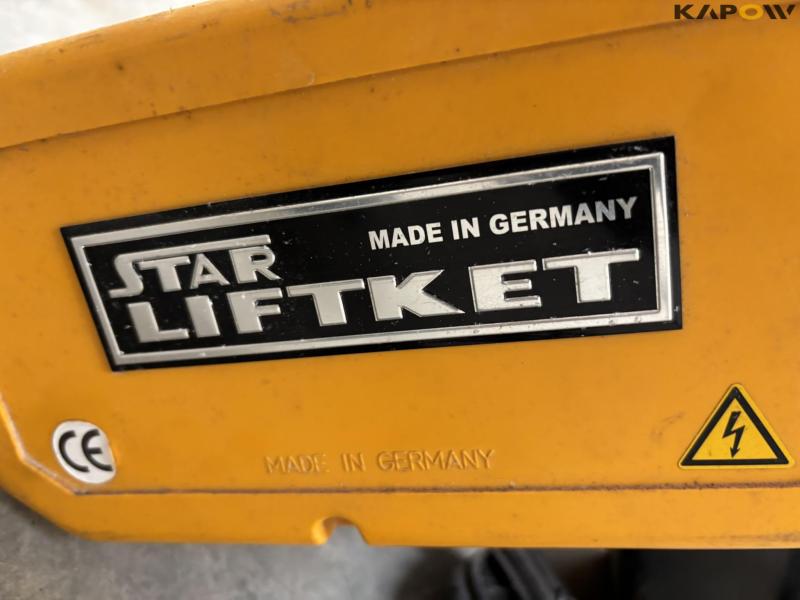 KAPOW
MADE IN GERMANY
STAR
LIFTKET
CE
MADE IN GERMANY